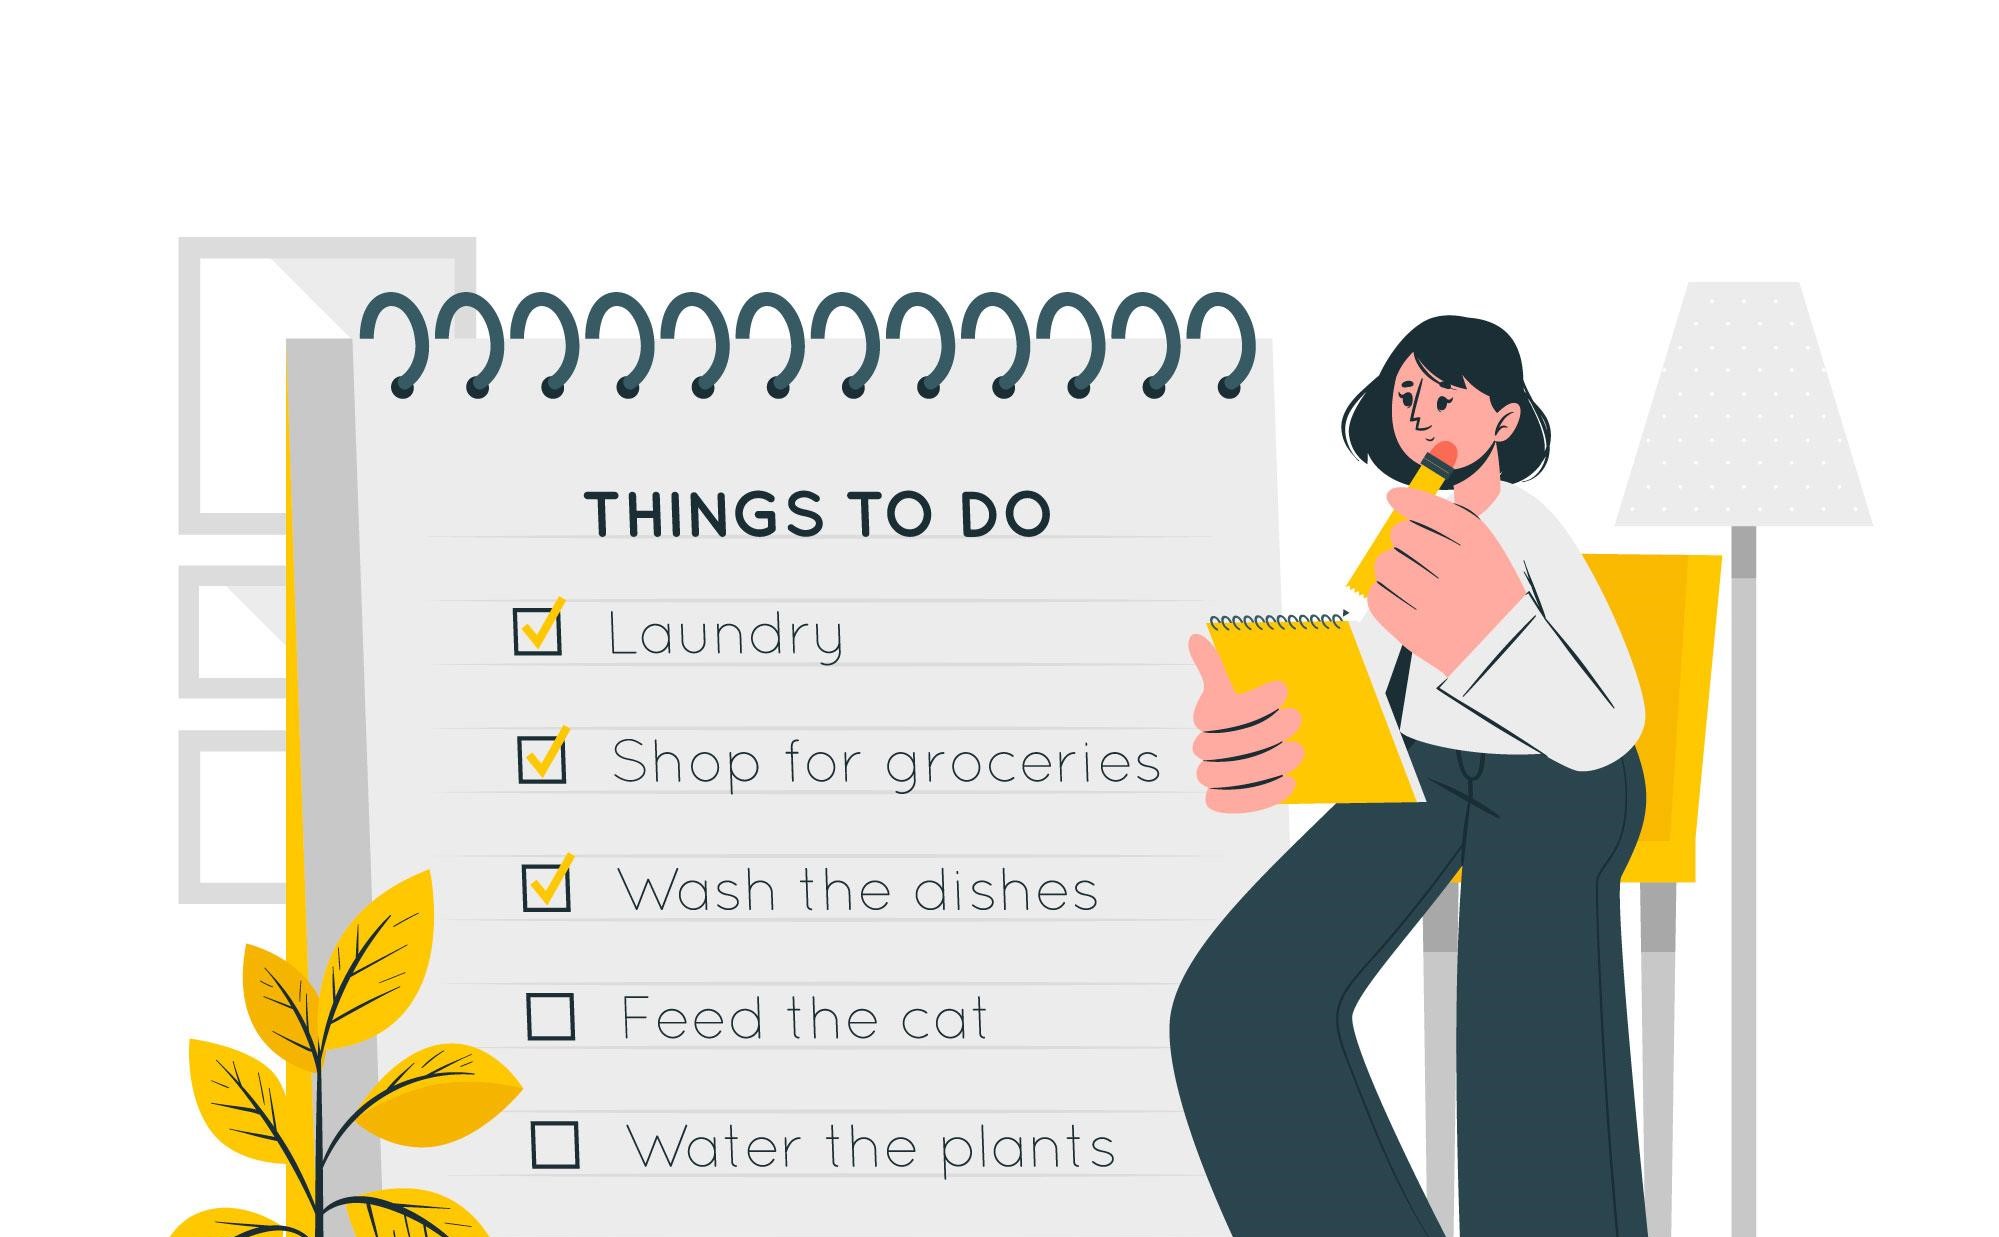 THINGS TO DO
Laundry
Shop for groceries
Wash the dishes
Feed the cat
Water the plants